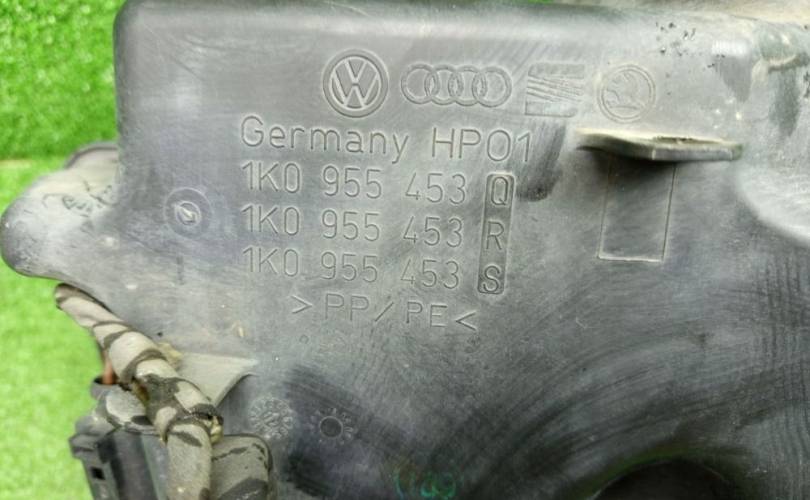 Germany HP01
1K0 955 453 Q
1K0 955 453 R
1K0 955 453 S
>PP/PE<